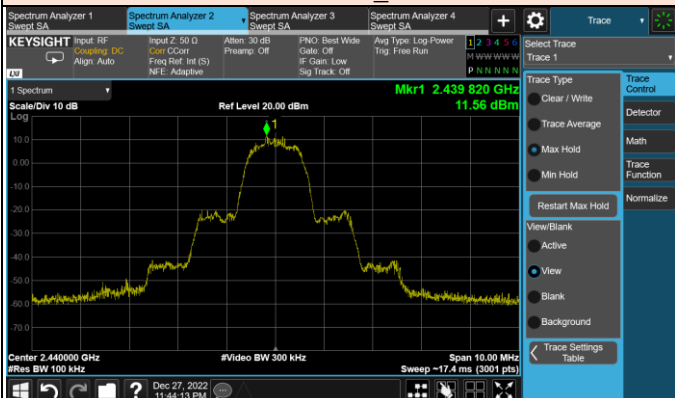 Spectrum Analyzer 1
Swept SA
Spectrum Analyzer 2
Swept SA
Spectrum Analyzer 3
Swept SA
Spectrum Analyzer 4
Swept SA
Trace
KEYSIGHT
Input: RF
Coupling: DC
Align: Auto
Input Z: 50 Ω
Corr CCorr
Freq Ref: Int (S)
NFE: Adaptive
Atten: 30 dB
Preamp: Off
PNO: Best Wide
Gate: Off
IF Gain: Low
Sig Track: Off
Avg Type: Log-Power
Trig: Free Run
1 2 3 4 5 6
M W W W W W
P N N N N N
LXI
Select Trace
Trace 1
1 Spectrum
Scale/Div 10 dB
Log
Ref Level 20.00 dBm
Mkr1 2.439 820 GHz
11.56 dBm
1
10.0
0.00
-10.0
-20.0
-30.0
-40.0
-50.0
-60.0
-70.0
Center 2.440000 GHz
#Res BW 100 kHz
#Video BW 300 kHz
Span 10.00 MHz
Sweep ~17.4 ms (3001 pts)
Trace Type
Clear / Write
Trace Average
Max Hold
Min Hold
Restart Max Hold
View/Blank
Active
View
Blank
Background
Trace Settings
Table
Trace
Control
Detector
Math
Trace
Function
Normalize
?
Dec 27, 2022
11:44:13 PM